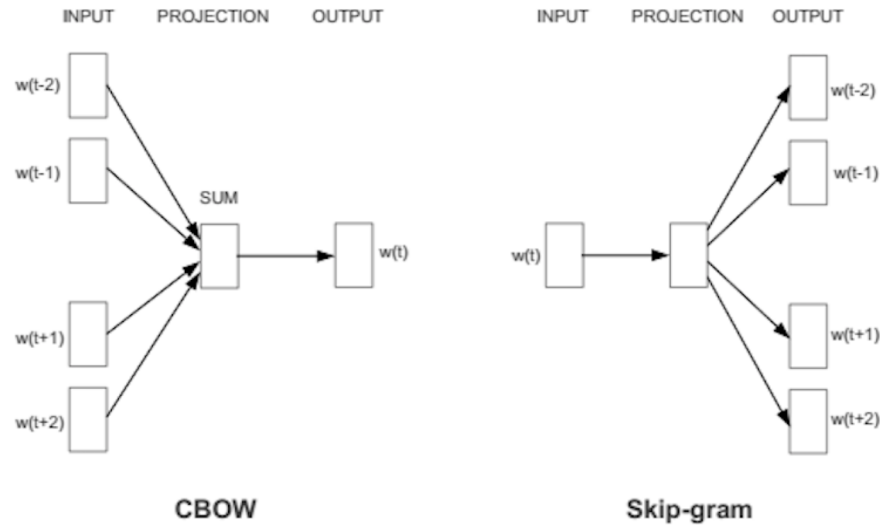 INPUT PROJECTION OUTPUT
w(t-2)
w(t-1)
SUM
w(t)
w(t+1)
w(t+2)
CBOW
INPUT PROJECTION OUTPUT
w(t-2)
w(t-1)
w(t)
w(t+1)
w(t+2)
Skip-gram